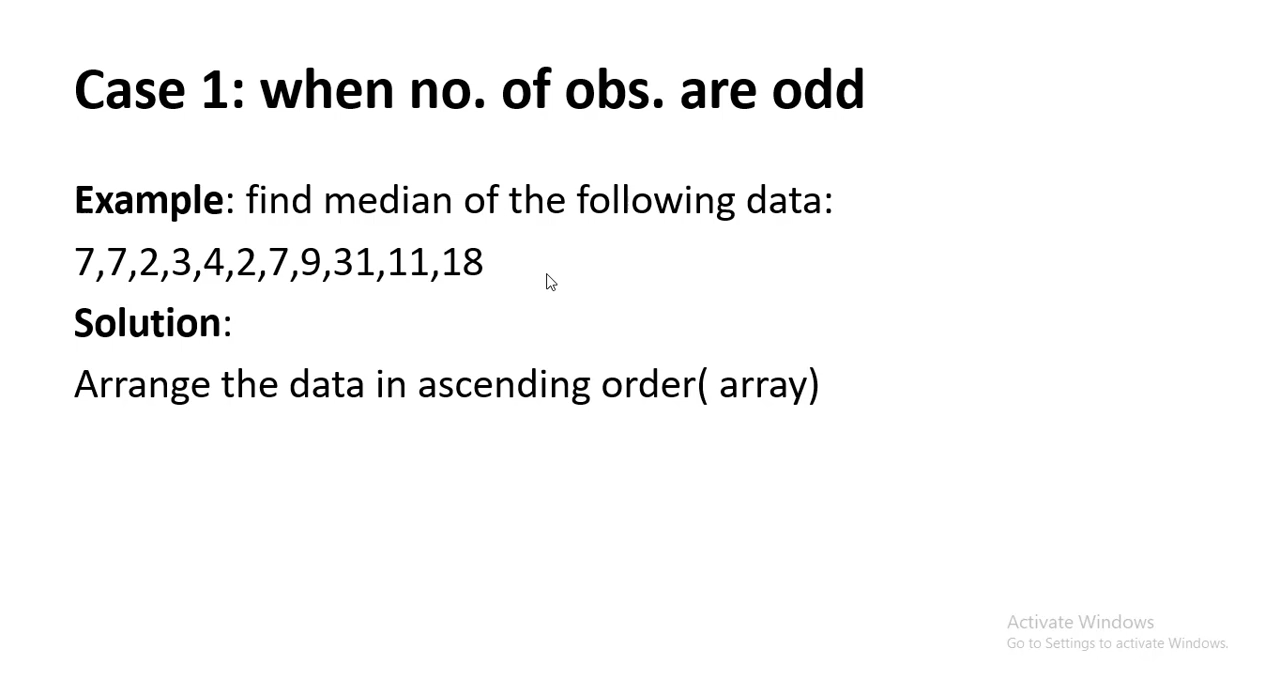 Case 1: when no. of obs. are odd
Example: find median of the following data:
7,7,2,3,4,2,7,9,31,11,18
Solution:
Arrange the data in ascending order( array)
Activate Windows
Go to Settings to activate Windows.